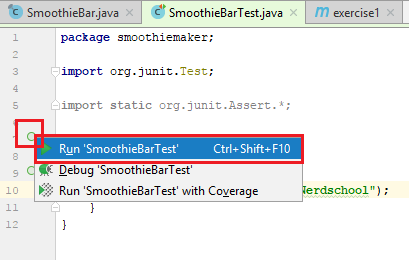 SmoothieBar.java × SmoothieBarTest.java × exercise1
1 package smoothiemaker;
2
3 import org.junit.Test;
4
5 import static org.junit.Assert.*;
6
Run 'SmoothieBarTest' Ctrl+Shift+F10
8
Debug 'SmoothieBarTest'
9
10 Run 'SmoothieBarTest' with Coverage Nerdschool");
11 }
12 }